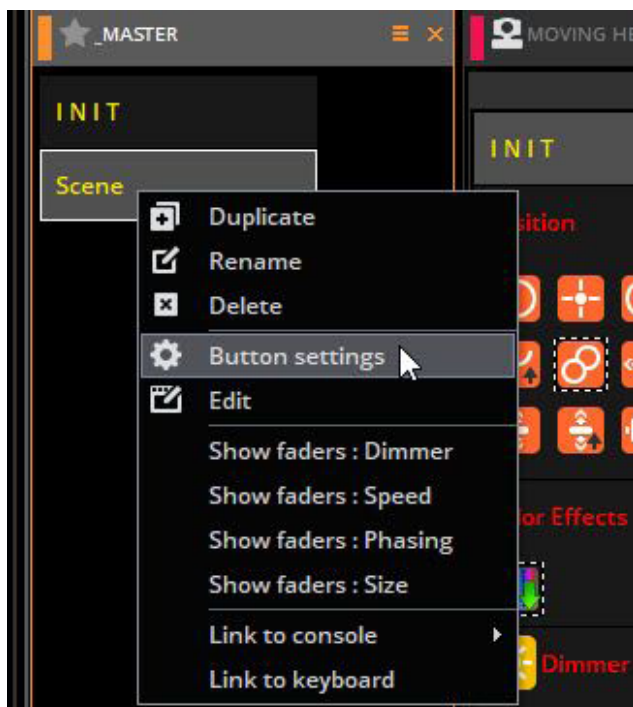 _MASTER
MOVING HE
INIT
INIT
Scene
Duplicate
sition
Rename
Delete
Button settings
Edit
Show faders : Dimmer
Show faders : Speed
or Effects
Show faders : Phasing
Show faders : Size
Link to console
Dimmer
Link to keyboard